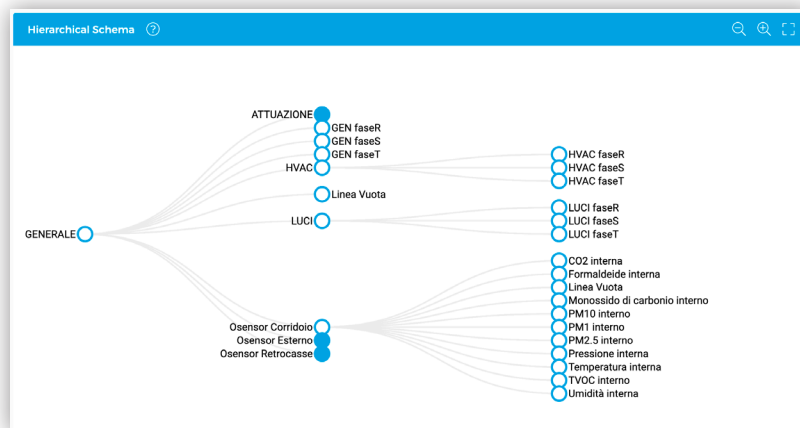 Hierarchical Schema ?
ATTUAZIONE
GEN faseR
GEN faseS
GEN faseT
HVAC
HVAC faseR
HVAC faseS
HVAC faseT
Linea Vuota
LUCI
LUCI faseR
LUCI faseS
LUCI faseT
GENERALE
CO2 interna
Formaldeide interna
Linea Vuota
Monossido di carbonio interno
PM10 interno
Osensor Corridoio
PM1 interno
Osensor Esterno
PM2.5 interno
Osensor Retrocasse
Pressione interna
Temperatura interna
TVOC interno
Umidità interna